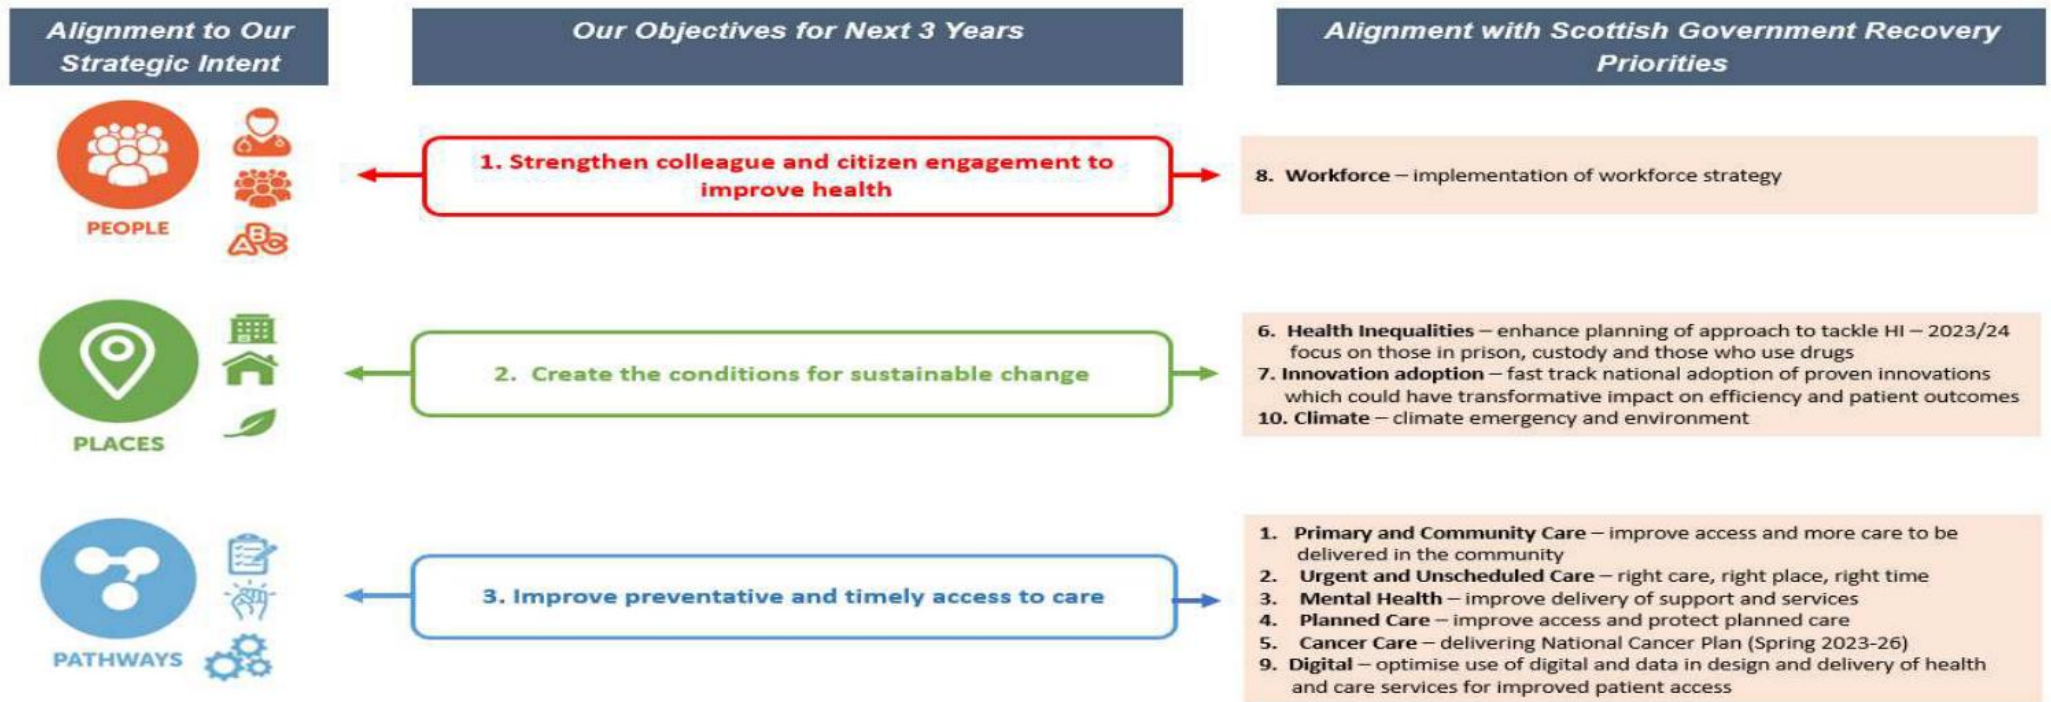 Alignment to Our
Strategic Intent
Our Objectives for Next 3 Years
Alignment with Scottish Government Recovery
Priorities
PEOPLE
ABC
1. Strengthen colleague and citizen engagement to
improve health
8. Workforce – implementation of workforce strategy
PLACES
2. Create the conditions for sustainable change
6. Health Inequalities – enhance planning of approach to tackle HI – 2023/24
focus on those in prison, custody and those who use drugs
7. Innovation adoption – fast track national adoption of proven innovations
which could have transformative impact on efficiency and patient outcomes
10. Climate – climate emergency and environment
PATHWAYS
3. Improve preventative and timely access to care
1. Primary and Community Care – improve access and more care to be
delivered in the community
2. Urgent and Unscheduled Care – right care, right place, right time
3. Mental Health – improve delivery of support and services
4. Planned Care – improve access and protect planned care
5. Cancer Care – delivering National Cancer Plan (Spring 2023-26)
9. Digital – optimise use of digital and data in design and delivery of health
and care services for improved patient access